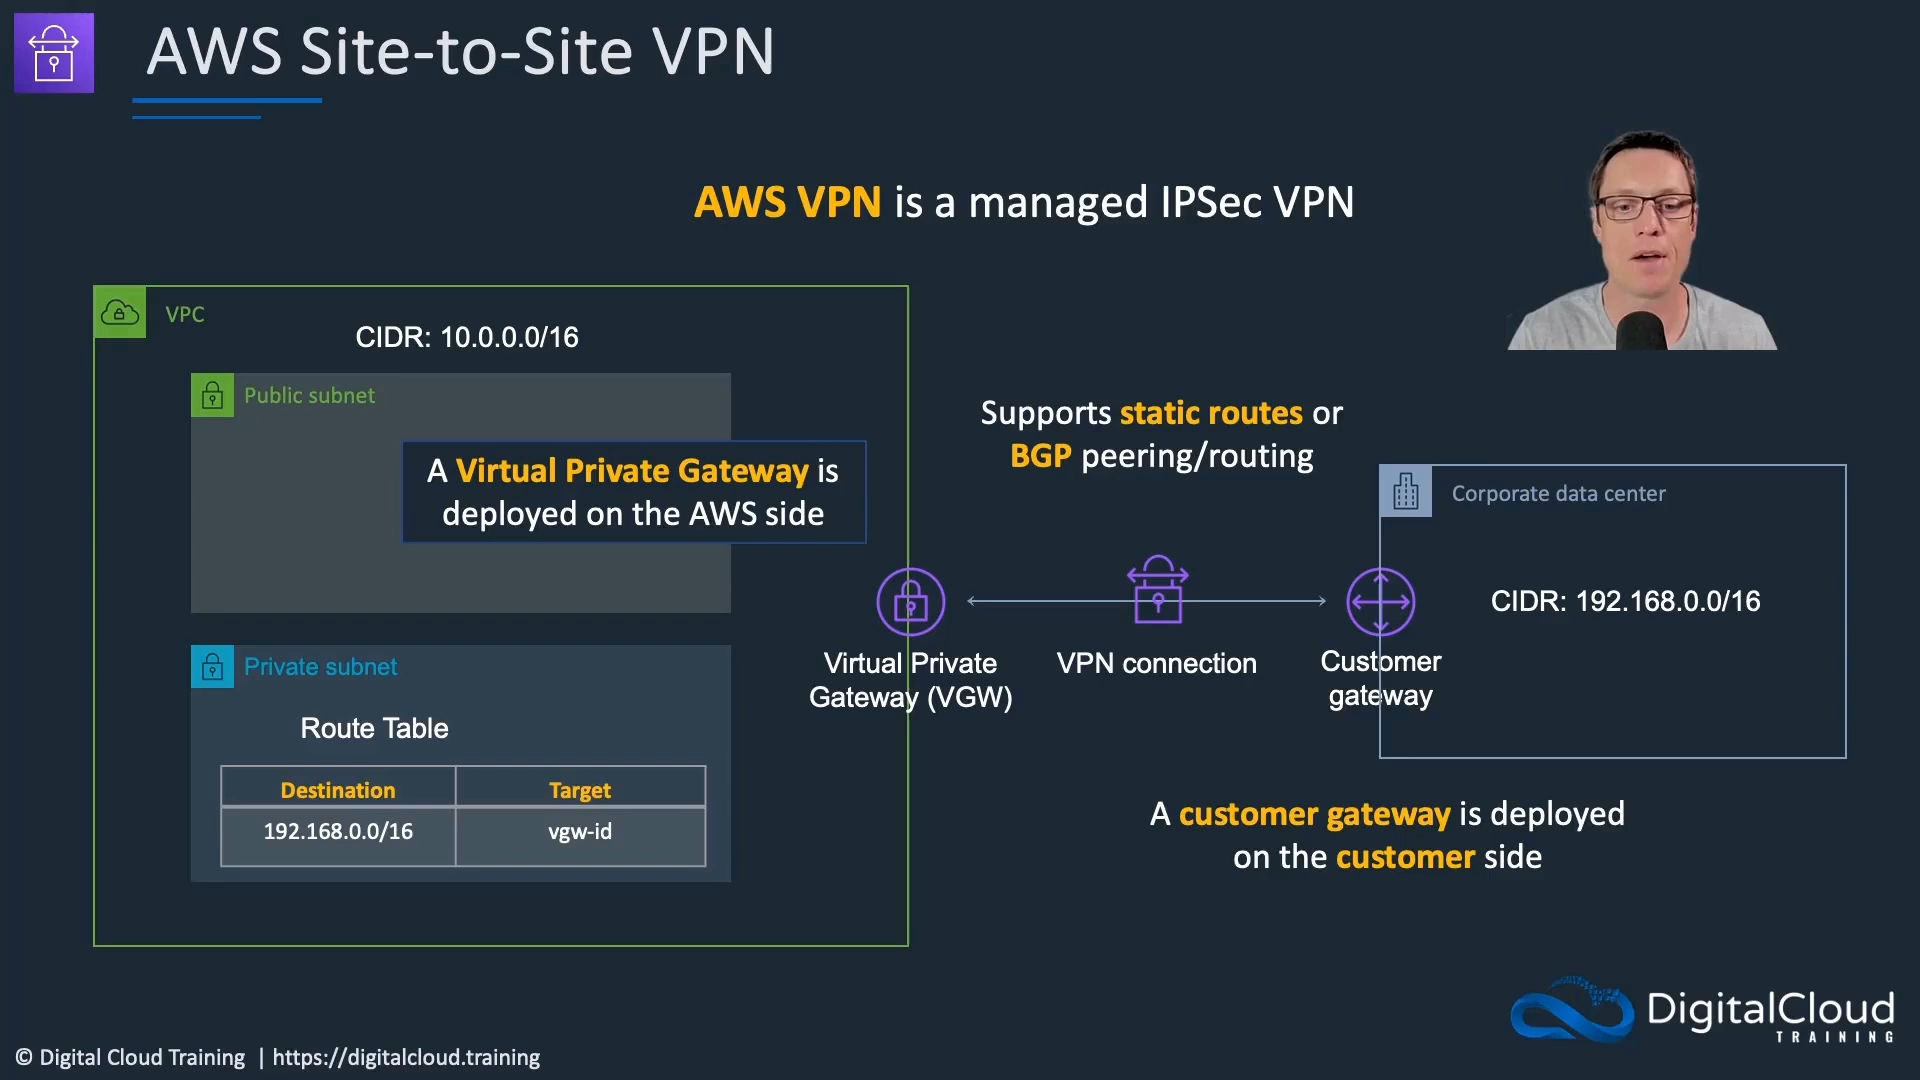 AWS Site-to-Site VPN
AWS VPN is a managed IPSec VPN
VPC
CIDR: 10.0.0.0/16
Public subnet
A Virtual Private Gateway is
deployed on the AWS side
Supports static routes or
BGP peering/routing
Corporate data center
CIDR: 192.168.0.0/16
Virtual Private
Gateway (VGW)
VPN connection
Customer
gateway
Private subnet
Route Table
Destination Target
192.168.0.0/16 vgw-id
A customer gateway is deployed
on the customer side
DigitalCloud
TRAINING
© Digital Cloud Training | https://digitalcloud.training